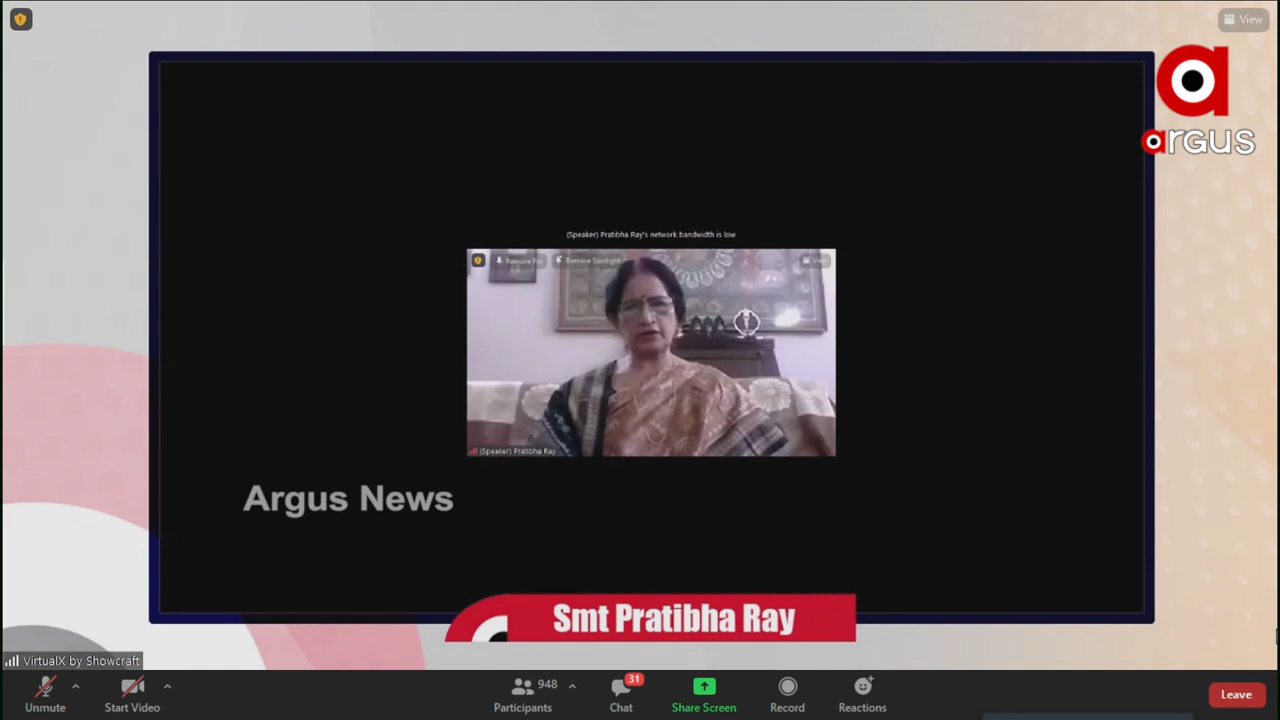 View
argus
(Speaker) Pratibha Ray's network bandwidth is low
Remove Pin
Remove Spotlight
View
(Speaker) Pratibha Ray
Argus News
Smt Pratibha Ray
VirtualX by Showcraft
Unmute
Start Video
948
Participants
31
Chat
Share Screen
Record
Reactions
Leave